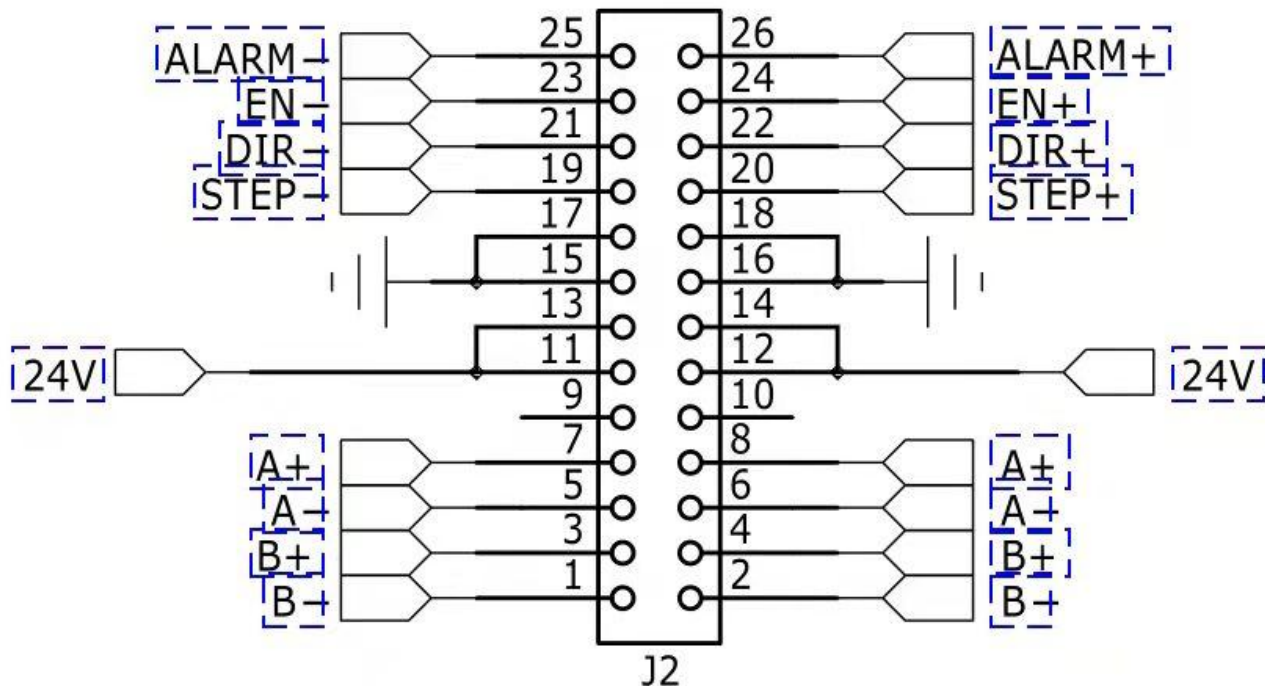 25 26
ALARM- ALARM+
23 24
EN- EN+
21 22
DIR- DIR+
19 20
STEP- STEP+
17 18
15 16
13 14
11 12
24V 24V
9 10
7 8
A+ A+
5 6
A- A-
3 4
B+ B+
1 2
B- B-
J2